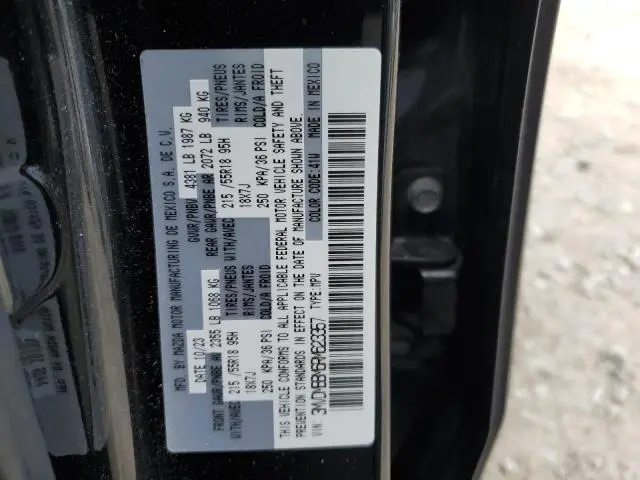 MFD BY MAZDA MOTOR MANUFACTURING DE MEXICO S.A. DE C.V.
DATE 10/23 GVWR/PNBV 4381 LB 1987 KG
FRONT GAWR/PNBE AV 2355 LB 1068 KG REAR GAWR/PNBE AR 2072 LB 940 KG
WITH/AVEC TIRES/PNEUS WITH/AVEC TIRES/PNEUS
215 /55R18 95H RIMS/JANTES 215 /55R18 95H RIMS/JANTES
18X7J 18X7J
250 KPA/36 PSI COLD/A FROID 250 KPA/36 PSI COLD/A FROID
THIS VEHICLE CONFORMS TO ALL APPLICABLE FEDERAL MOTOR VEHICLE SAFETY AND THEFT
PREVENTION STANDARDS IN EFFECT ON THE DATE OF MANUFACTURE SHOWN ABOVE.
VIN: TYPE:MPV COLOR CODE:41W MADE IN MEXICO